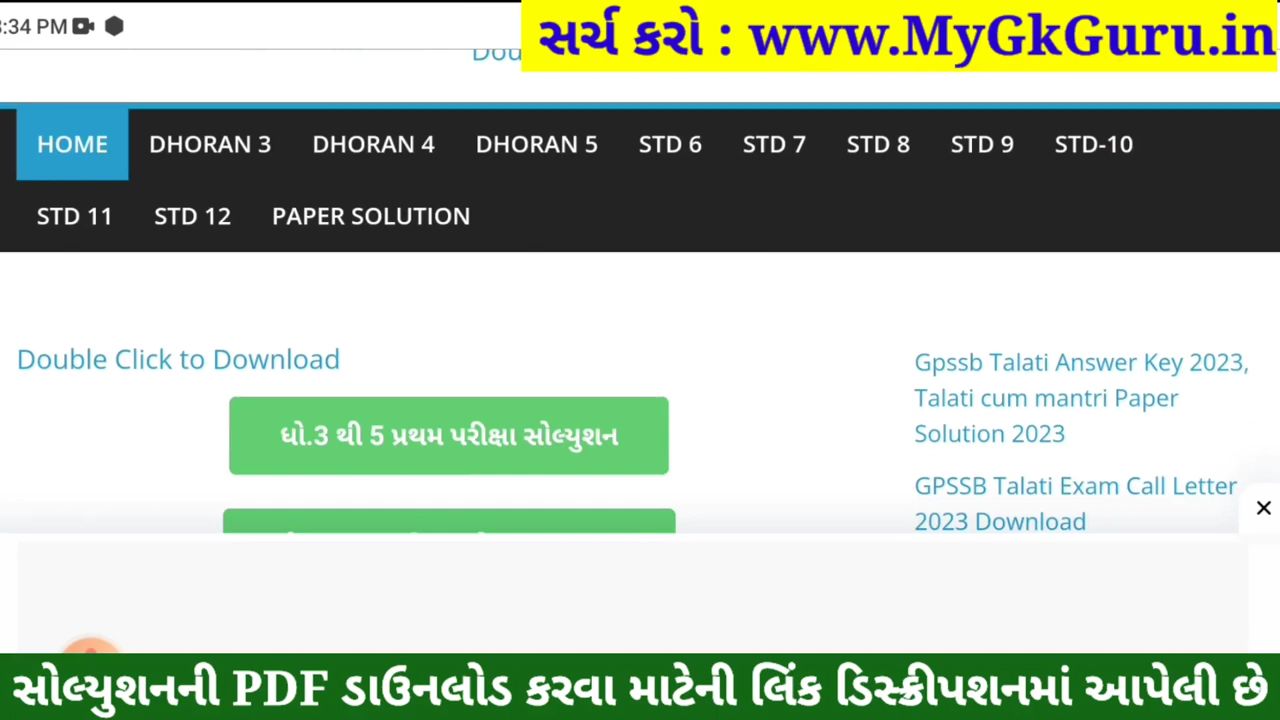 :34 PM
સર્ચ કરો : www.MyGkGuru.in
HOME DHORAN 3 DHORAN 4 DHORAN 5 STD 6 STD 7 STD 8 STD 9 STD-10
STD 11 STD 12 PAPER SOLUTION
Double Click to Download
ધો.3 થી 5 પ્રથમ પરીક્ષા સોલ્યુશન
Gpssb Talati Answer Key 2023,
Talati cum mantri Paper
Solution 2023
GPSSB Talati Exam Call Letter
2023 Download
સોલ્યુશનની PDF ડાઉનલોડ કરવા માટેની લિંક ડિસ્ક્રીપશનમાં આપેલી છે